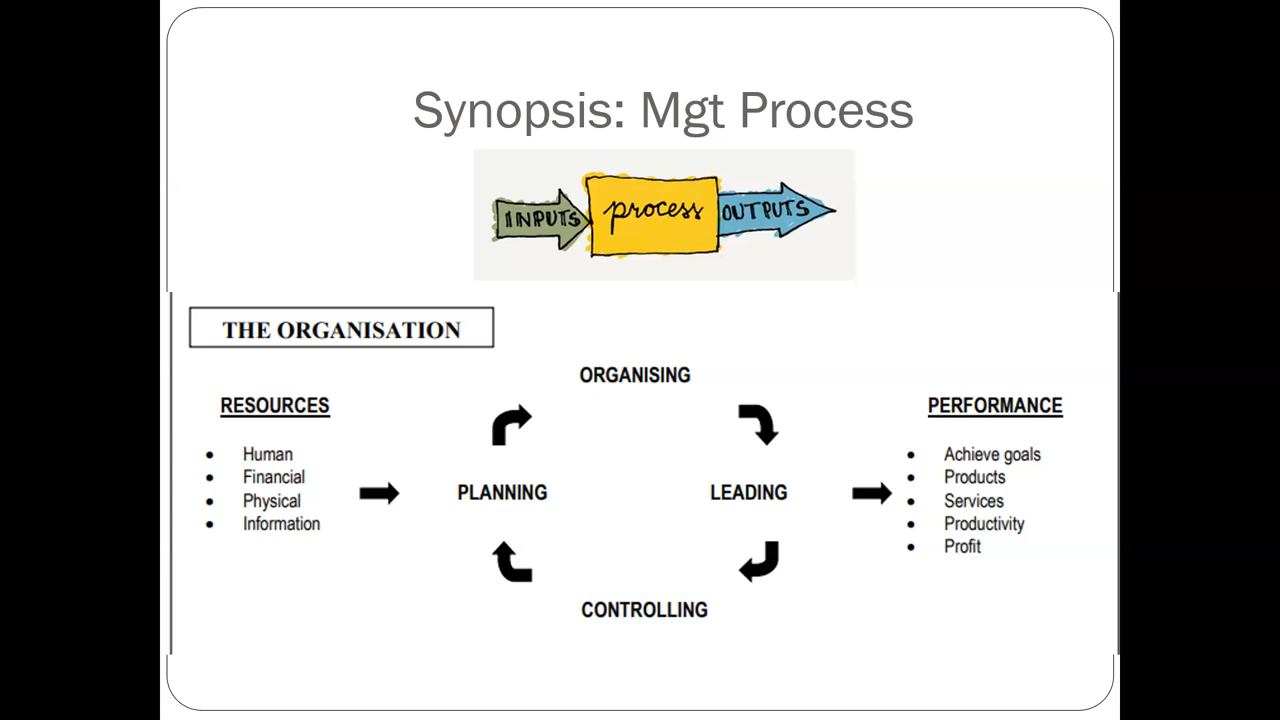 Synopsis: Mgt Process
INPUTS process OUTPUTS
THE ORGANISATION
ORGANISING
RESOURCES
• Human
• Financial
• Physical
• Information
PLANNING
LEADING
CONTROLLING
PERFORMANCE
• Achieve goals
• Products
• Services
• Productivity
• Profit